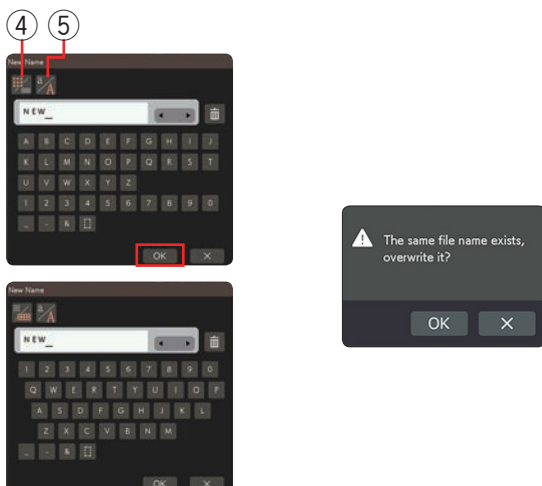 ④ ⑤
New Name
a/A
NEW_
A B C D E F G H I J
K L M N O P Q R S T
U V W X Y Z
1 2 3 4 5 6 7 8 9 0
_ - &
OK X
New Name
a/A
NEW_
1 2 3 4 5 6 7 8 9 0
Q W E R T Y U I O P
A S D F G H J K L
Z X C V B N M
_ - &
OK X
The same file name exists,
overwrite it?
OK X